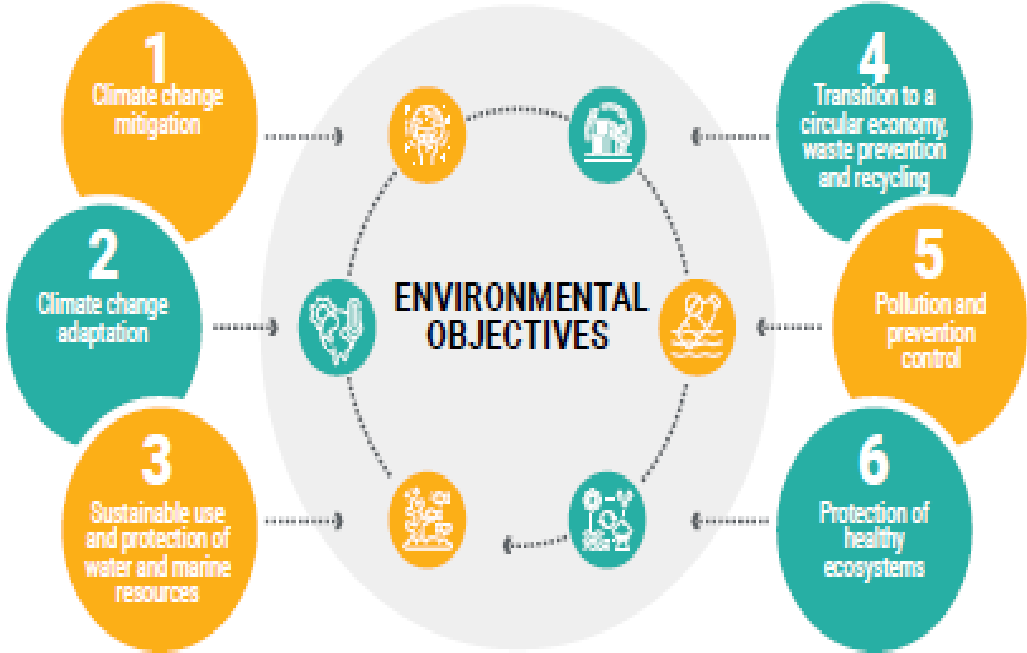 1
Climate change
mitigation
2
Climate change
adaptation
3
Sustainable use
and protection of
water and marine
resources
ENVIRONMENTAL
OBJECTIVES
4
Transition to a
circular economy,
waste prevention
and recycling
5
Pollution and
prevention
control
6
Protection of
healthy
ecosystems